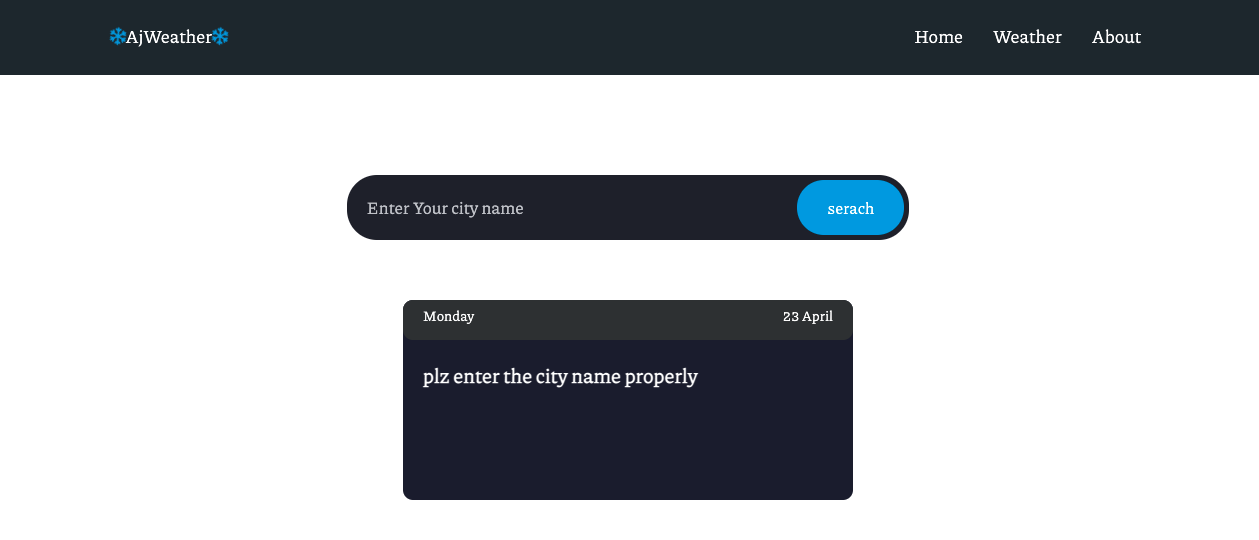 ❄AjWeather❄ Home Weather About
Enter Your city name serach
Monday 23 April
plz enter the city name properly